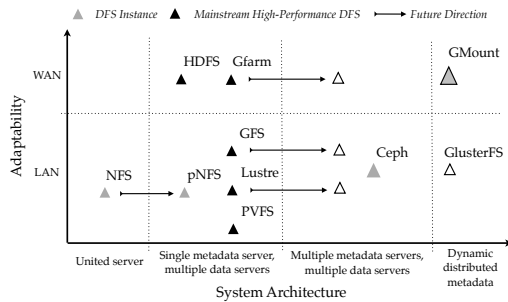 DFS Instance Mainstream High-Performance DFS Future Direction
HDFS Gfarm GMount
WAN
Adaptability
GFS
Ceph GlusterFS
LAN NFS pNFS Lustre
PVFS
United server
Single metadata server,
multiple data servers
Multiple metadata servers,
multiple data servers
Dynamic
distributed
metadata
System Architecture